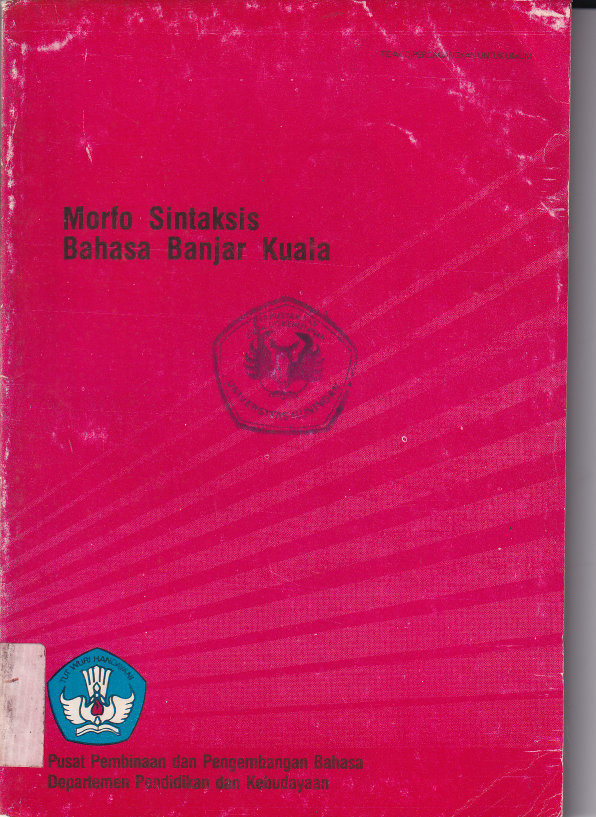 Morfo Sintaksis
Bahasa Banjar Kuala
TUT WURI HANDAYANI
Pusat Pembinaan dan Pengembangan Bahasa
Departemen Pendidikan dan Kebudayaan